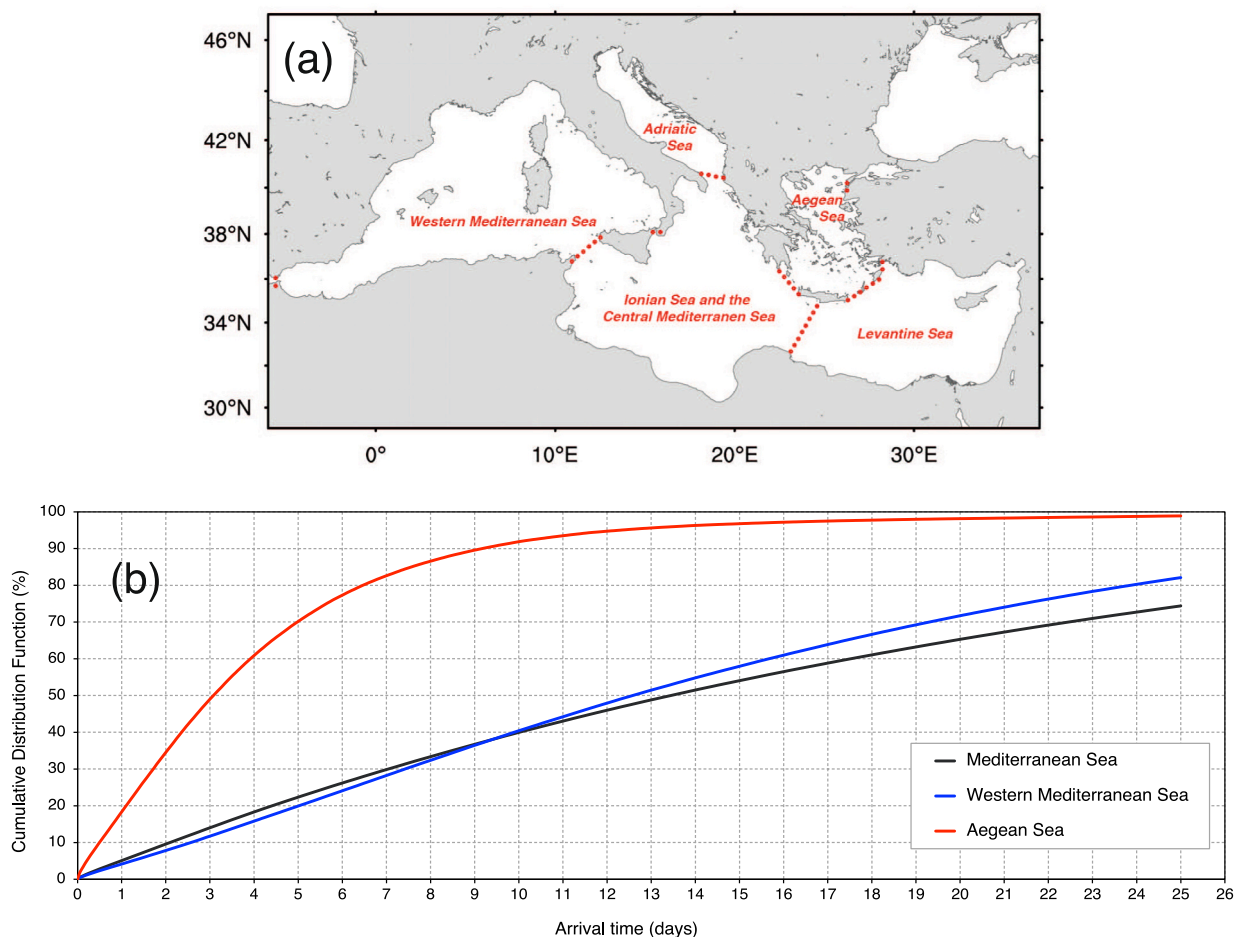 (a)
46°N
42°N
38°N
34°N
30°N
0°
10°E
20°E
30°E
Adriatic
Sea
Aegean
Sea
Western Mediterranean Sea
Ionian Sea and the
Central Mediterranen Sea
Levantine Sea
(b)
Cumulative Distribution Function (%)
100
90
80
70
60
50
40
30
20
10
0
0 1 2 3 4 5 6 7 8 9 10 11 12 13 14 15 16 17 18 19 20 21 22 23 24 25 26
Arrival time (days)
Mediterranean Sea
Western Mediterranean Sea
Aegean Sea